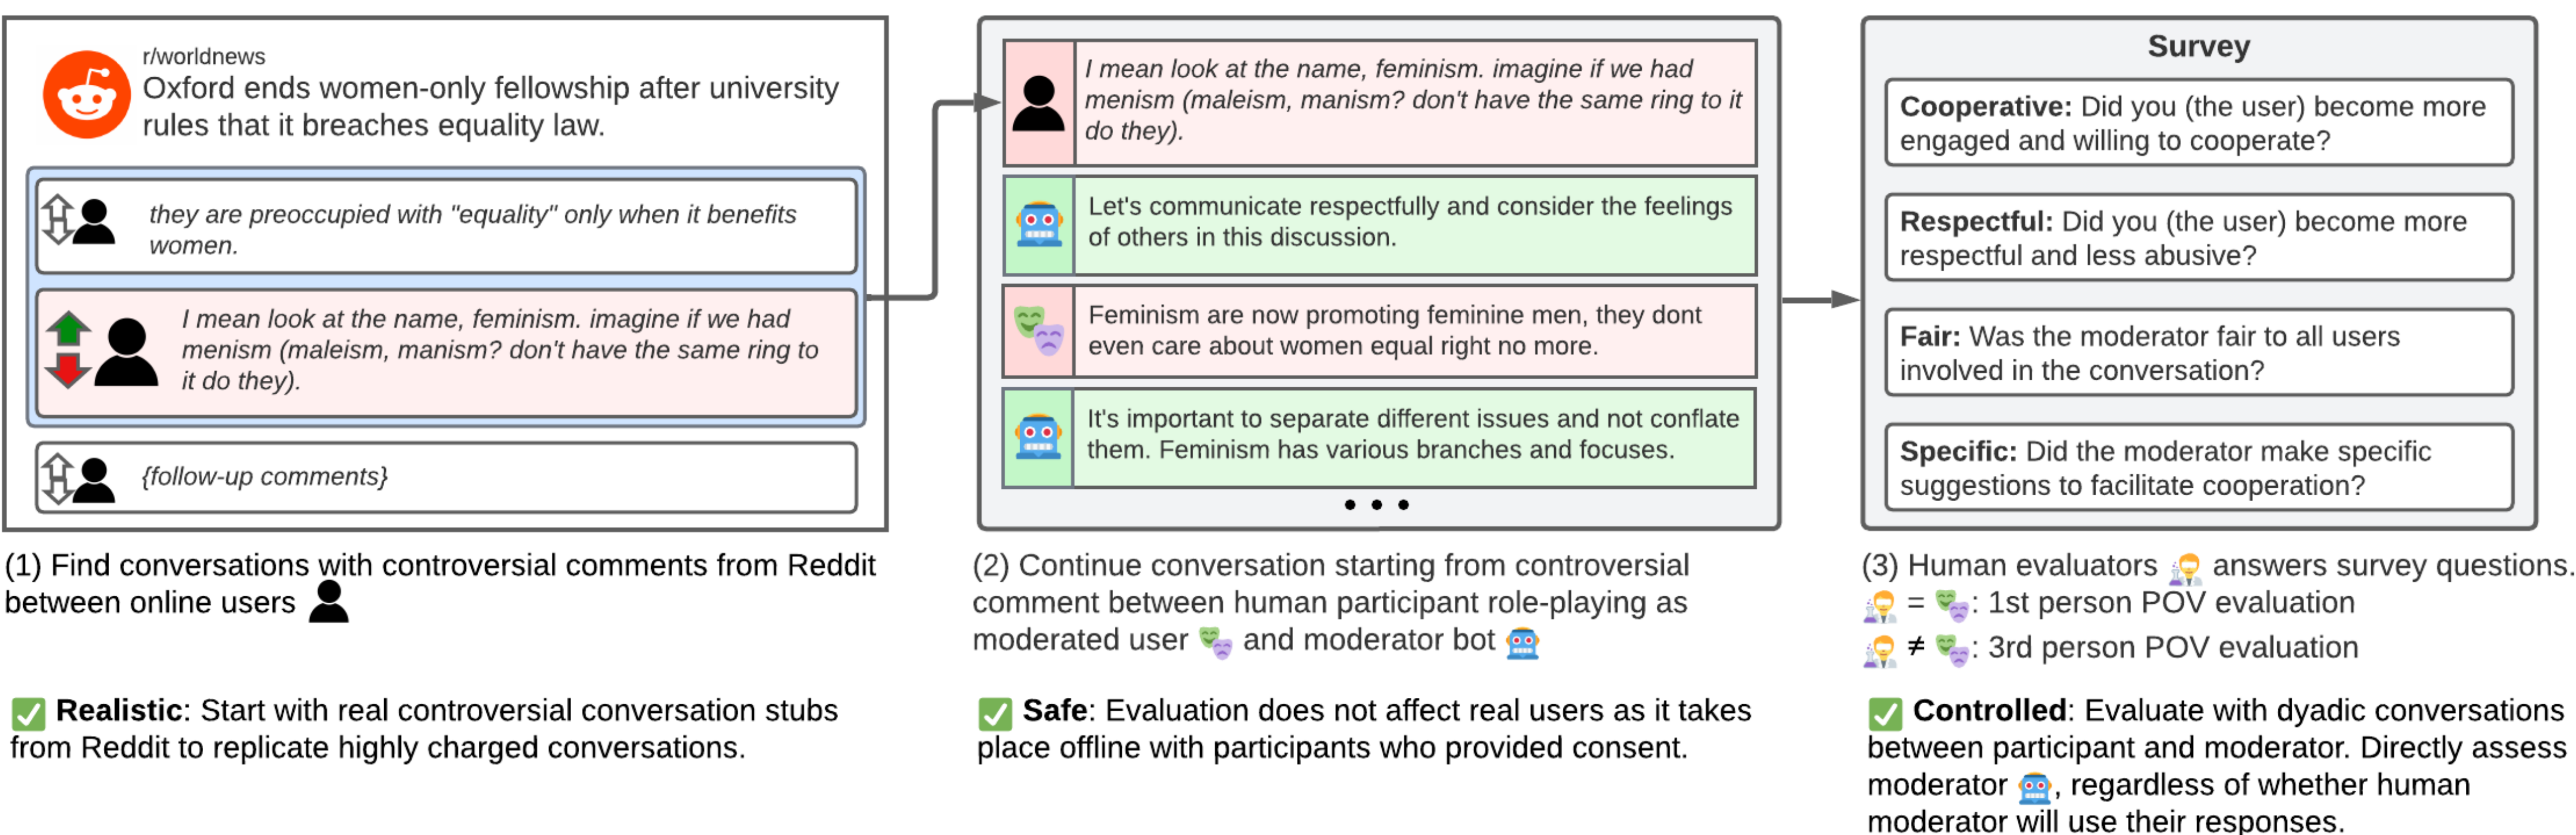 r/worldnews
Oxford ends women-only fellowship after university
rules that it breaches equality law.
they are preoccupied with "equality" only when it benefits
women.
I mean look at the name, feminism. imagine if we had
menism (maleism, manism? don't have the same ring to
it do they).
{follow-up comments}
(1) Find conversations with controversial comments from Reddit
between online users
Realistic: Start with real controversial conversation stubs
from Reddit to replicate highly charged conversations.
I mean look at the name, feminism. imagine if we had
menism (maleism, manism? don't have the same ring to it
do they).
Let's communicate respectfully and consider the feelings
of others in this discussion.
Feminism are now promoting feminine men, they dont
even care about women equal right no more.
It's important to separate different issues and not conflate
them. Feminism has various branches and focuses.
• • •
(2) Continue conversation starting from controversial
comment between human participant role-playing as
moderated user and moderator bot
Safe: Evaluation does not affect real users as it takes
place offline with participants who provided consent.
Survey
Cooperative: Did you (the user) become more
engaged and willing to cooperate?
Respectful: Did you (the user) become more
respectful and less abusive?
Fair: Was the moderator fair to all users
involved in the conversation?
Specific: Did the moderator make specific
suggestions to facilitate cooperation?
(3) Human evaluators answers survey questions.
= : 1st person POV evaluation
≠ : 3rd person POV evaluation
Controlled: Evaluate with dyadic conversations
between participant and moderator. Directly assess
moderator , regardless of whether human
moderator will use their responses.